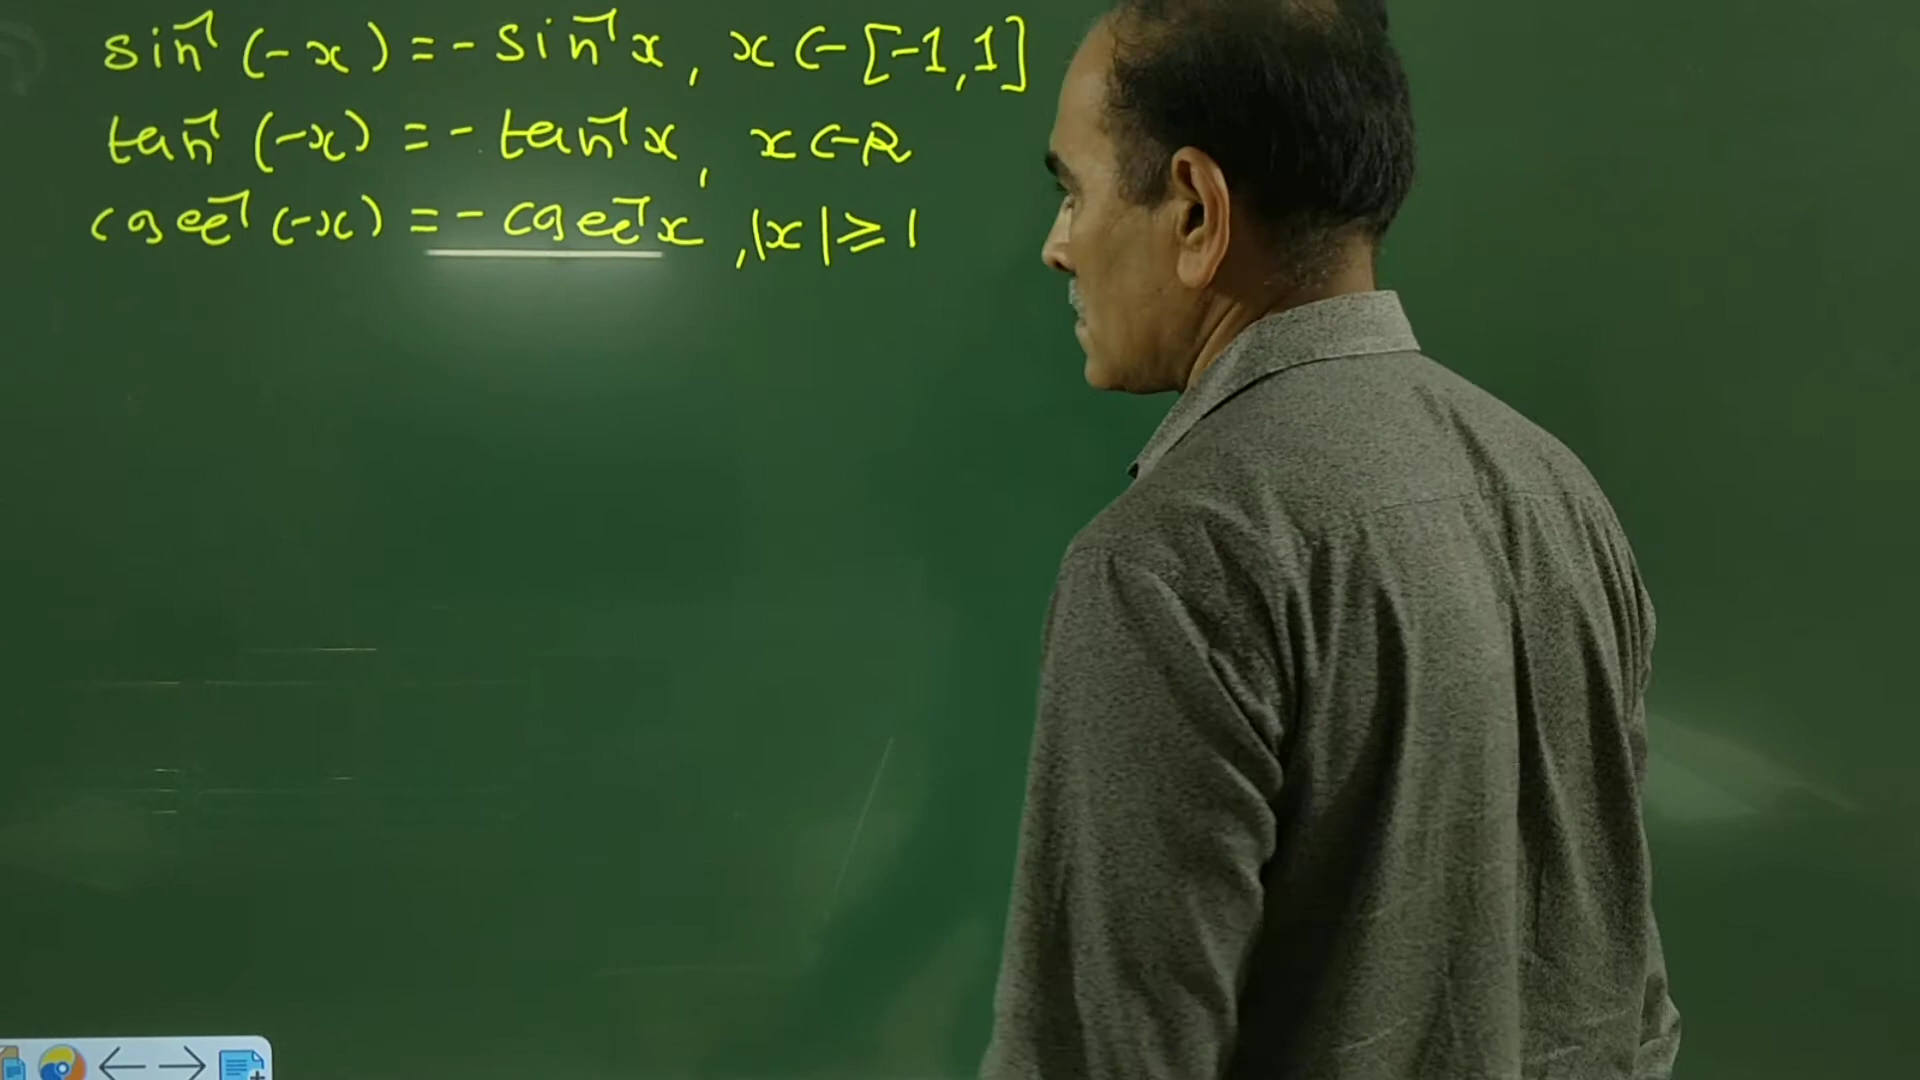 sin⁻¹(-x) = -sin⁻¹x, x ∈ [-1,1]
tan⁻¹(-x) = -tan⁻¹x, x ∈ R
cosec⁻¹(-x) = -cosec⁻¹x, |x| ≥ 1